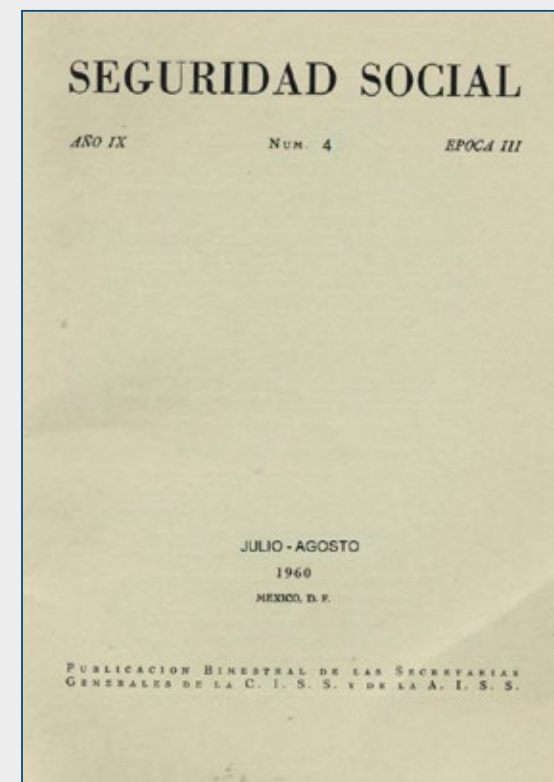 SEGURIDAD SOCIAL
AÑO IX NUM. 4 EPOCA III
JULIO - AGOSTO
1960
MEXICO, D. F.
PUBLICACION BIMESTRAL DE LAS SECRETARIAS
GENERALES DE LA C. I. S. S. Y DE LA A. I. S. S.